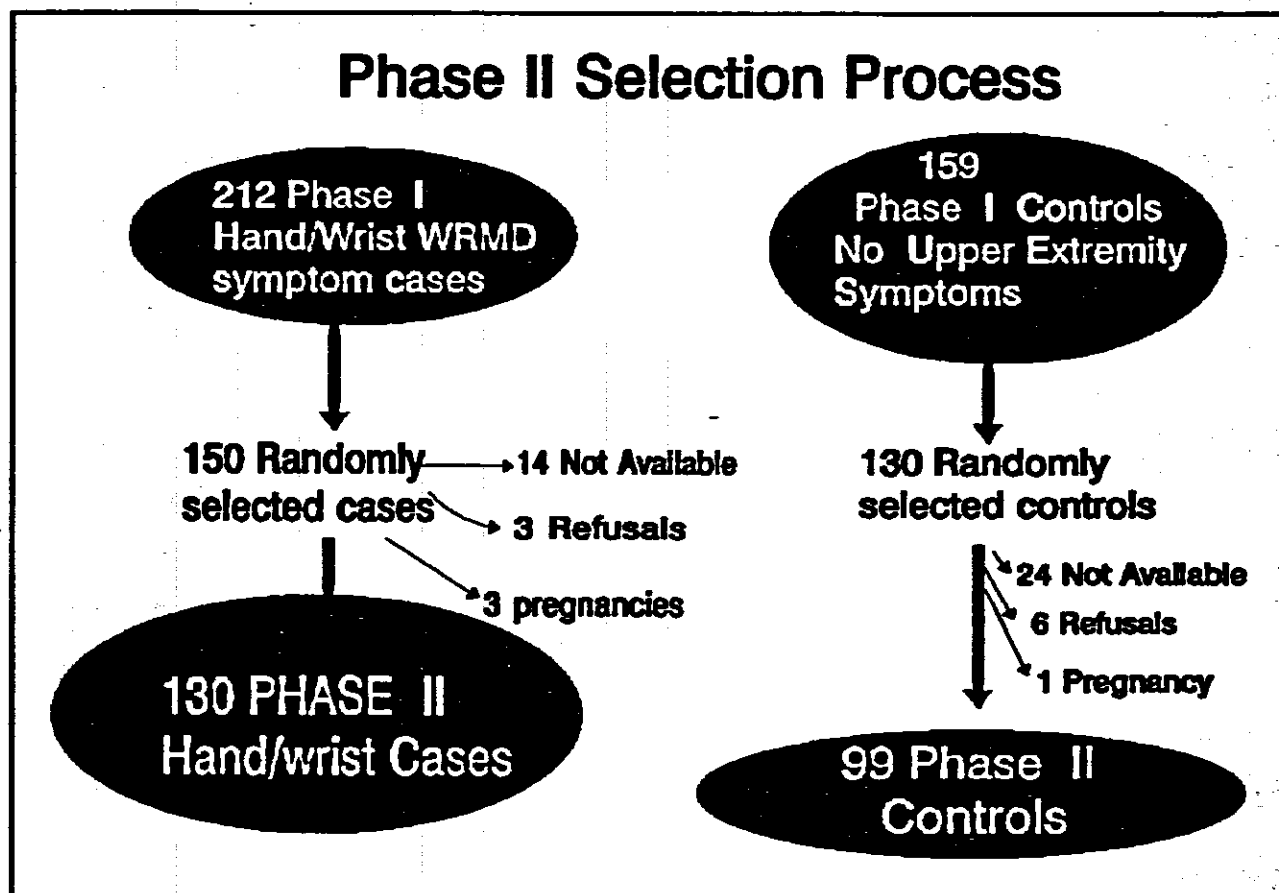 Phase II Selection Process
212 Phase I
Hand/Wrist WRMD
symptom cases
150 Randomly
selected cases
14 Not Available
3 Refusals
3 pregnancies
130 PHASE II
Hand/wrist Cases
159
Phase I Controls
No Upper Extremity
Symptoms
130 Randomly
selected controls
24 Not Available
6 Refusals
1 Pregnancy
99 Phase II
Controls